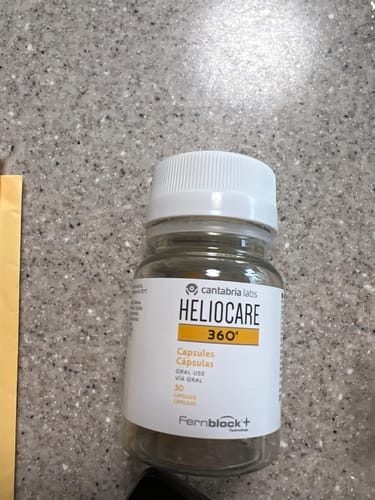 cantabria labs
HELIOCARE
360°
Capsules
Cápsulas
ORAL USE
VÍA ORAL
30
CAPSULES
CÁPSULAS
Fernblock®+